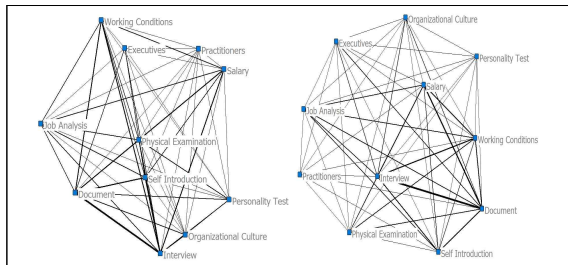 Working Conditions
Executives
Practitioners
Salary
Job Analysis
Physical Examination
Self Introduction
Document
Personality Test
Organizational Culture
Interview
Organizational Culture
Executives
Personality Test
Salary
Job Analysis
Working Conditions
Practitioners
Interview
Document
Physical Examination
Self Introduction